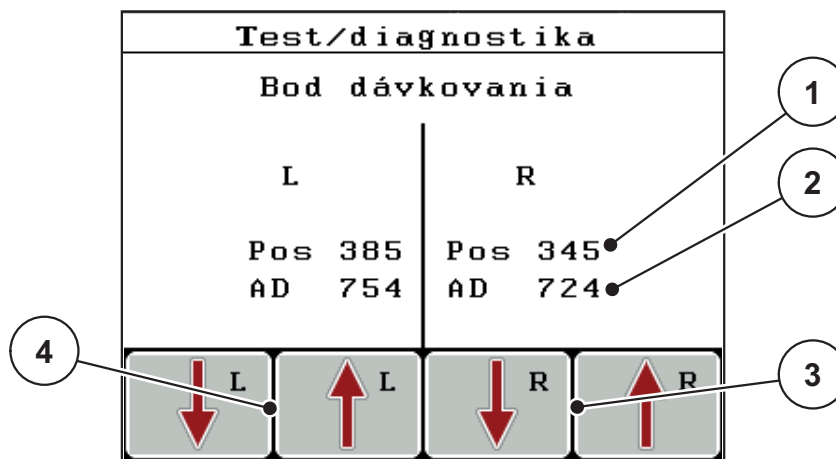 Test/diagnostika
Bod dávkovania
L R
Pos 385 Pos 345
AD 754 AD 724
L L R R
1
2
3
4